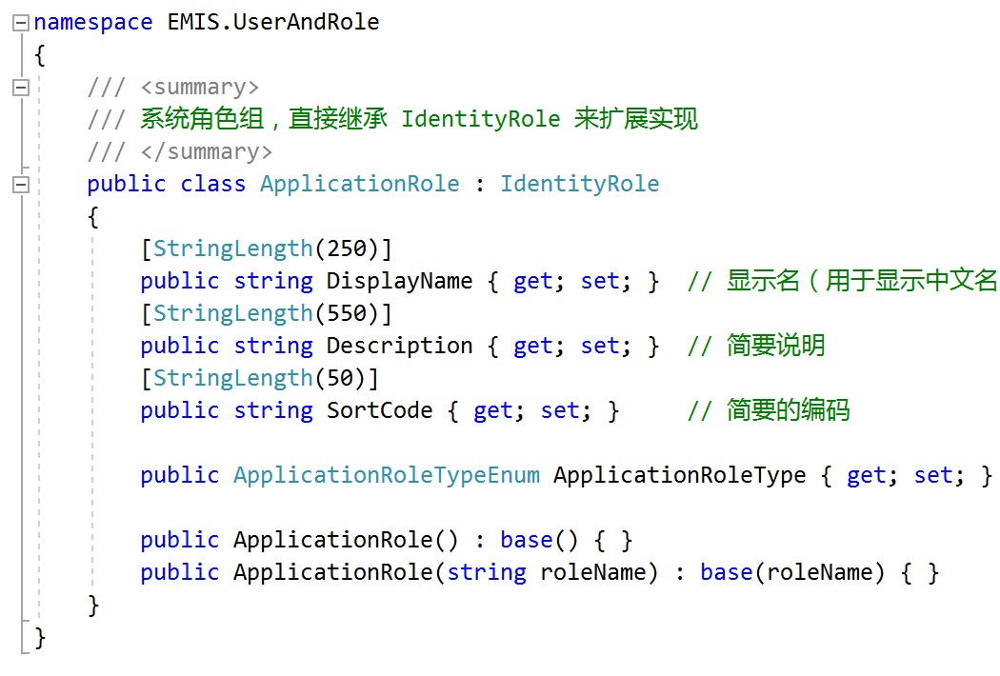 namespace EMIS.UserAndRole
{
/// <summary>
/// 系统角色组，直接继承 IdentityRole 来扩展实现
/// </summary>
public class ApplicationRole : IdentityRole
{
[StringLength(250)]
public string DisplayName { get; set; }  // 显示名（用于显示中文名
[StringLength(550)]
public string Description { get; set; }  // 简要说明
[StringLength(50)]
public string SortCode { get; set; }     // 简要的编码
public ApplicationRoleTypeEnum ApplicationRoleType { get; set; }
public ApplicationRole() : base() { }
public ApplicationRole(string roleName) : base(roleName) { }
}
}